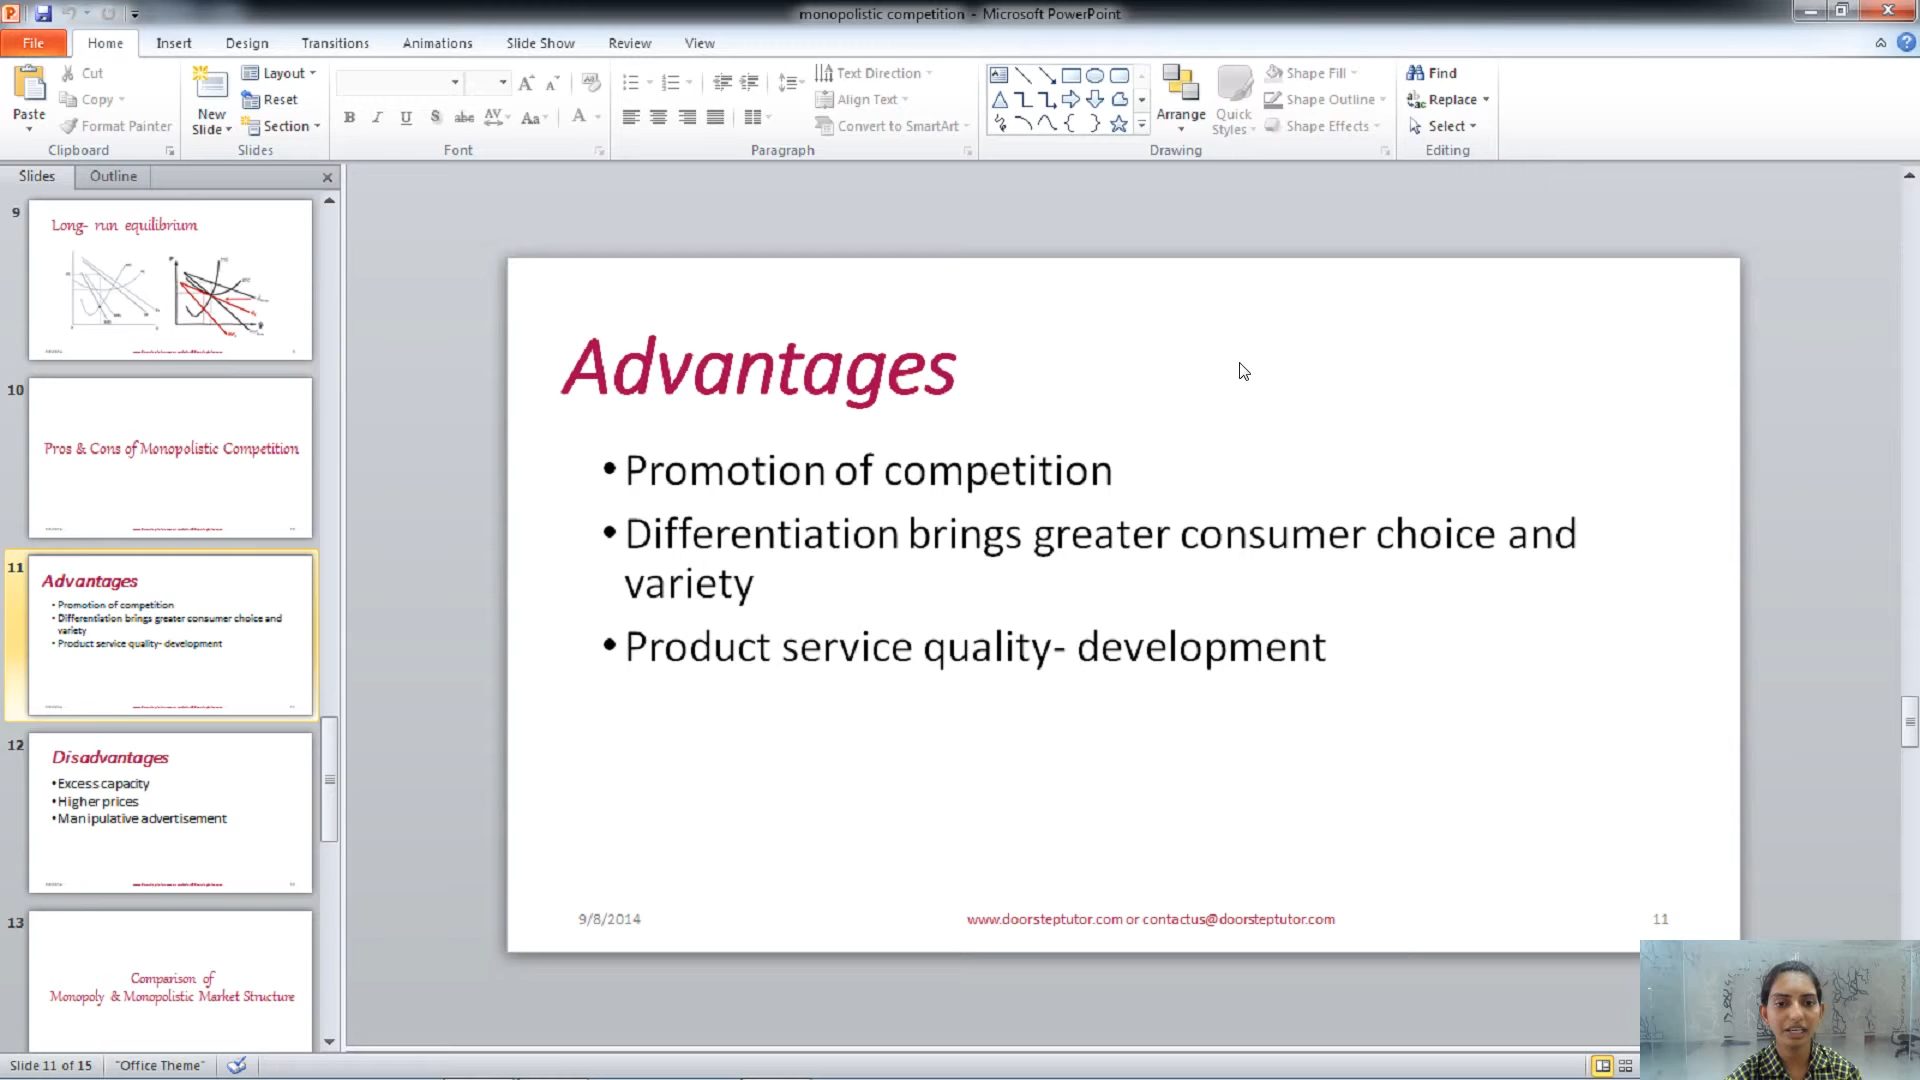 monopolistic competition - Microsoft PowerPoint
File Home Insert Design Transitions Animations Slide Show Review View
Paste
Cut
Copy
Format Painter
Clipboard
New
Slide
Layout
Reset
Section
Slides
Font
Text Direction
Align Text
Convert to SmartArt
Paragraph
Arrange
Quick
Styles
Shape Fill
Shape Outline
Shape Effects
Drawing
Find
Replace
Select
Editing
Slides Outline
9
Long- run equilibrium
10
Pros & Cons of Monopolistic Competition
11
Advantages
• Promotion of competition
• Differentiation brings greater consumer choice and
variety
• Product service quality- development
12
Disadvantages
•Excess capacity
•Higher prices
•Manipulative advertisement
13
Comparison of
Monopoly & Monopolistic Market Structure
Advantages
• Promotion of competition
• Differentiation brings greater consumer choice and
variety
• Product service quality- development
9/8/2014
www.doorsteptutor.com or contactus@doorsteptutor.com
11
Slide 11 of 15
"Office Theme"